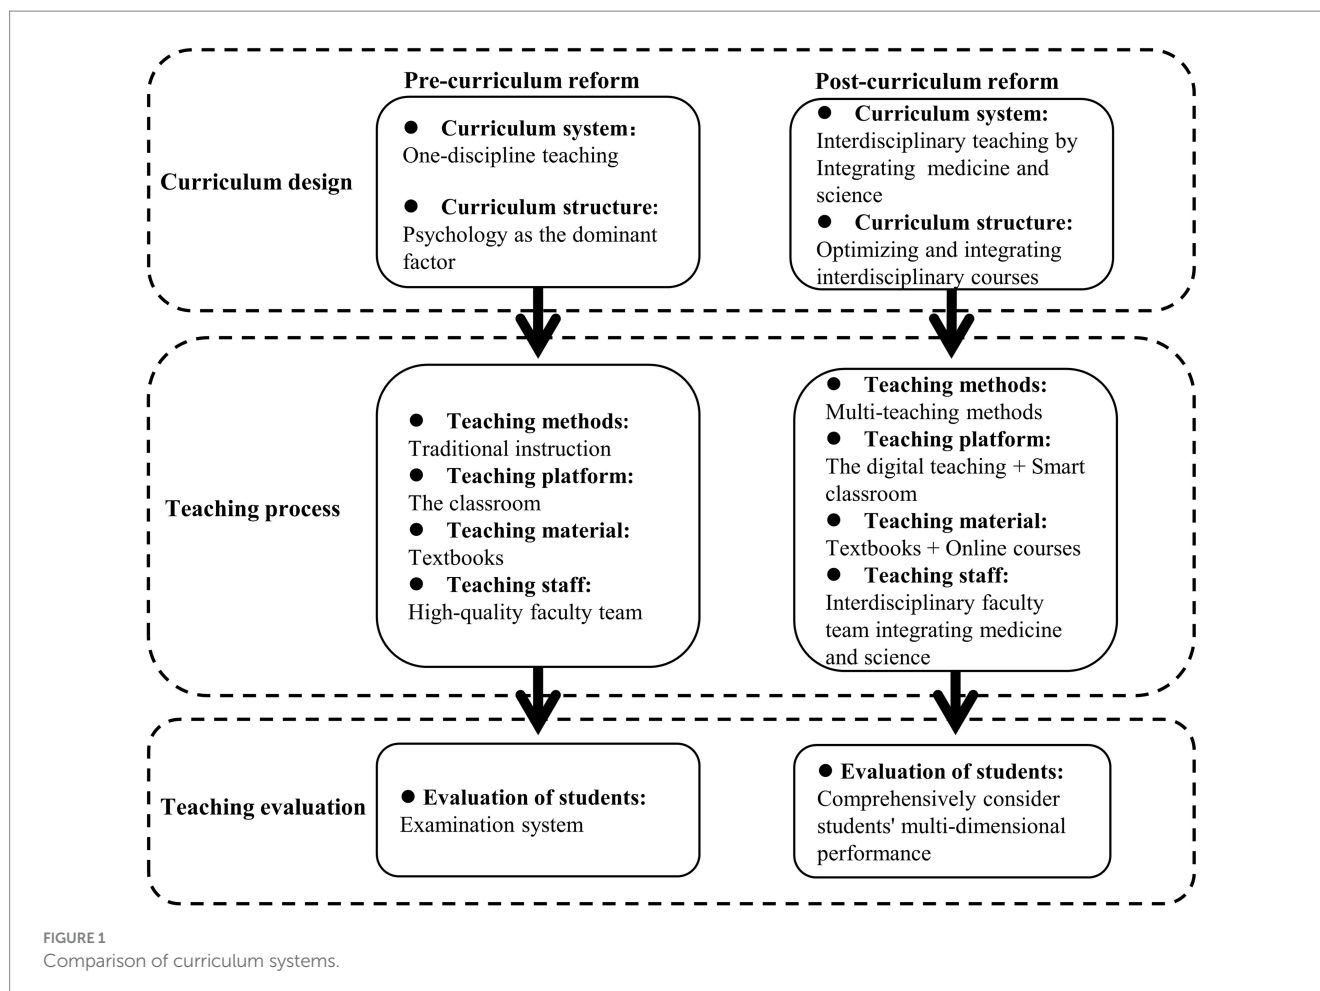 Pre-curriculum reform
Post-curriculum reform
Curriculum design
● Curriculum system:
One-discipline teaching
● Curriculum structure:
Psychology as the dominant
factor
● Curriculum system:
Interdisciplinary teaching by
Integrating medicine and
science
● Curriculum structure:
Optimizing and integrating
interdisciplinary courses
Teaching process
● Teaching methods:
Traditional instruction
● Teaching platform:
The classroom
● Teaching material:
Textbooks
● Teaching staff:
High-quality faculty team
● Teaching methods:
Multi-teaching methods
● Teaching platform:
The digital teaching + Smart
classroom
● Teaching material:
Textbooks + Online courses
● Teaching staff:
Interdisciplinary faculty
team integrating medicine
and science
Teaching evaluation
● Evaluation of students:
Examination system
● Evaluation of students:
Comprehensively consider
students' multi-dimensional
performance
FIGURE 1
Comparison of curriculum systems.